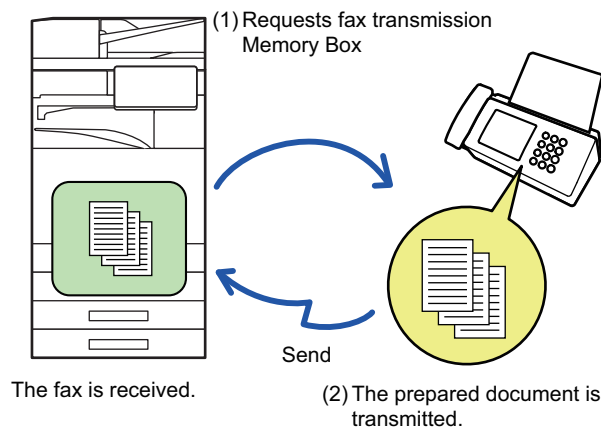 (1) Requests fax transmission
Memory Box
Send
The fax is received.
(2) The prepared document is
transmitted.